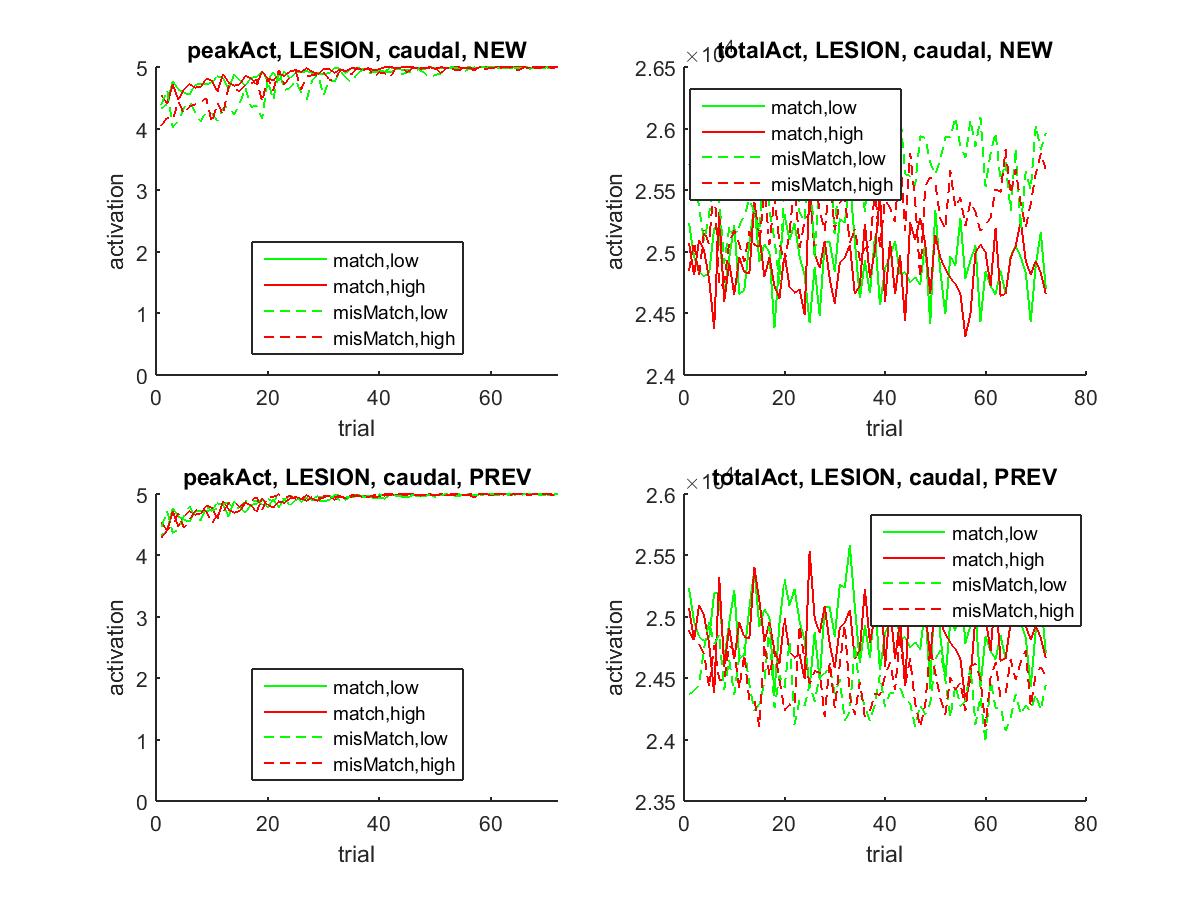 peakAct, LESION, caudal, NEW
5
4
3
2
1
0
activation
match,low
match,high
misMatch,low
misMatch,high
0 20 40 60
trial
totalAct, LESION, caudal, NEW
2.65
2.6
2.55
2.5
2.45
2.4
activation
match,low
match,high
misMatch,low
misMatch,high
0 20 40 60 80
trial
peakAct, LESION, caudal, PREV
5
4
3
2
1
0
activation
match,low
match,high
misMatch,low
misMatch,high
0 20 40 60
trial
totalAct, LESION, caudal, PREV
2.6
2.55
2.5
2.45
2.4
2.35
activation
match,low
match,high
misMatch,low
misMatch,high
0 20 40 60 80
trial